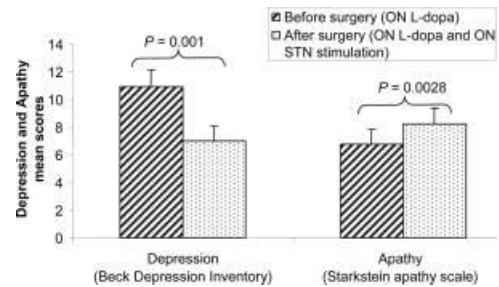 Before surgery (ON L-dopa)
After surgery (ON L-dopa and ON
STN stimulation)
Depression and Apathy
mean scores
14
12
10
8
6
4
2
0
P = 0.001
P = 0.0028
Depression
(Beck Depression Inventory)
Apathy
(Starkstein apathy scale)